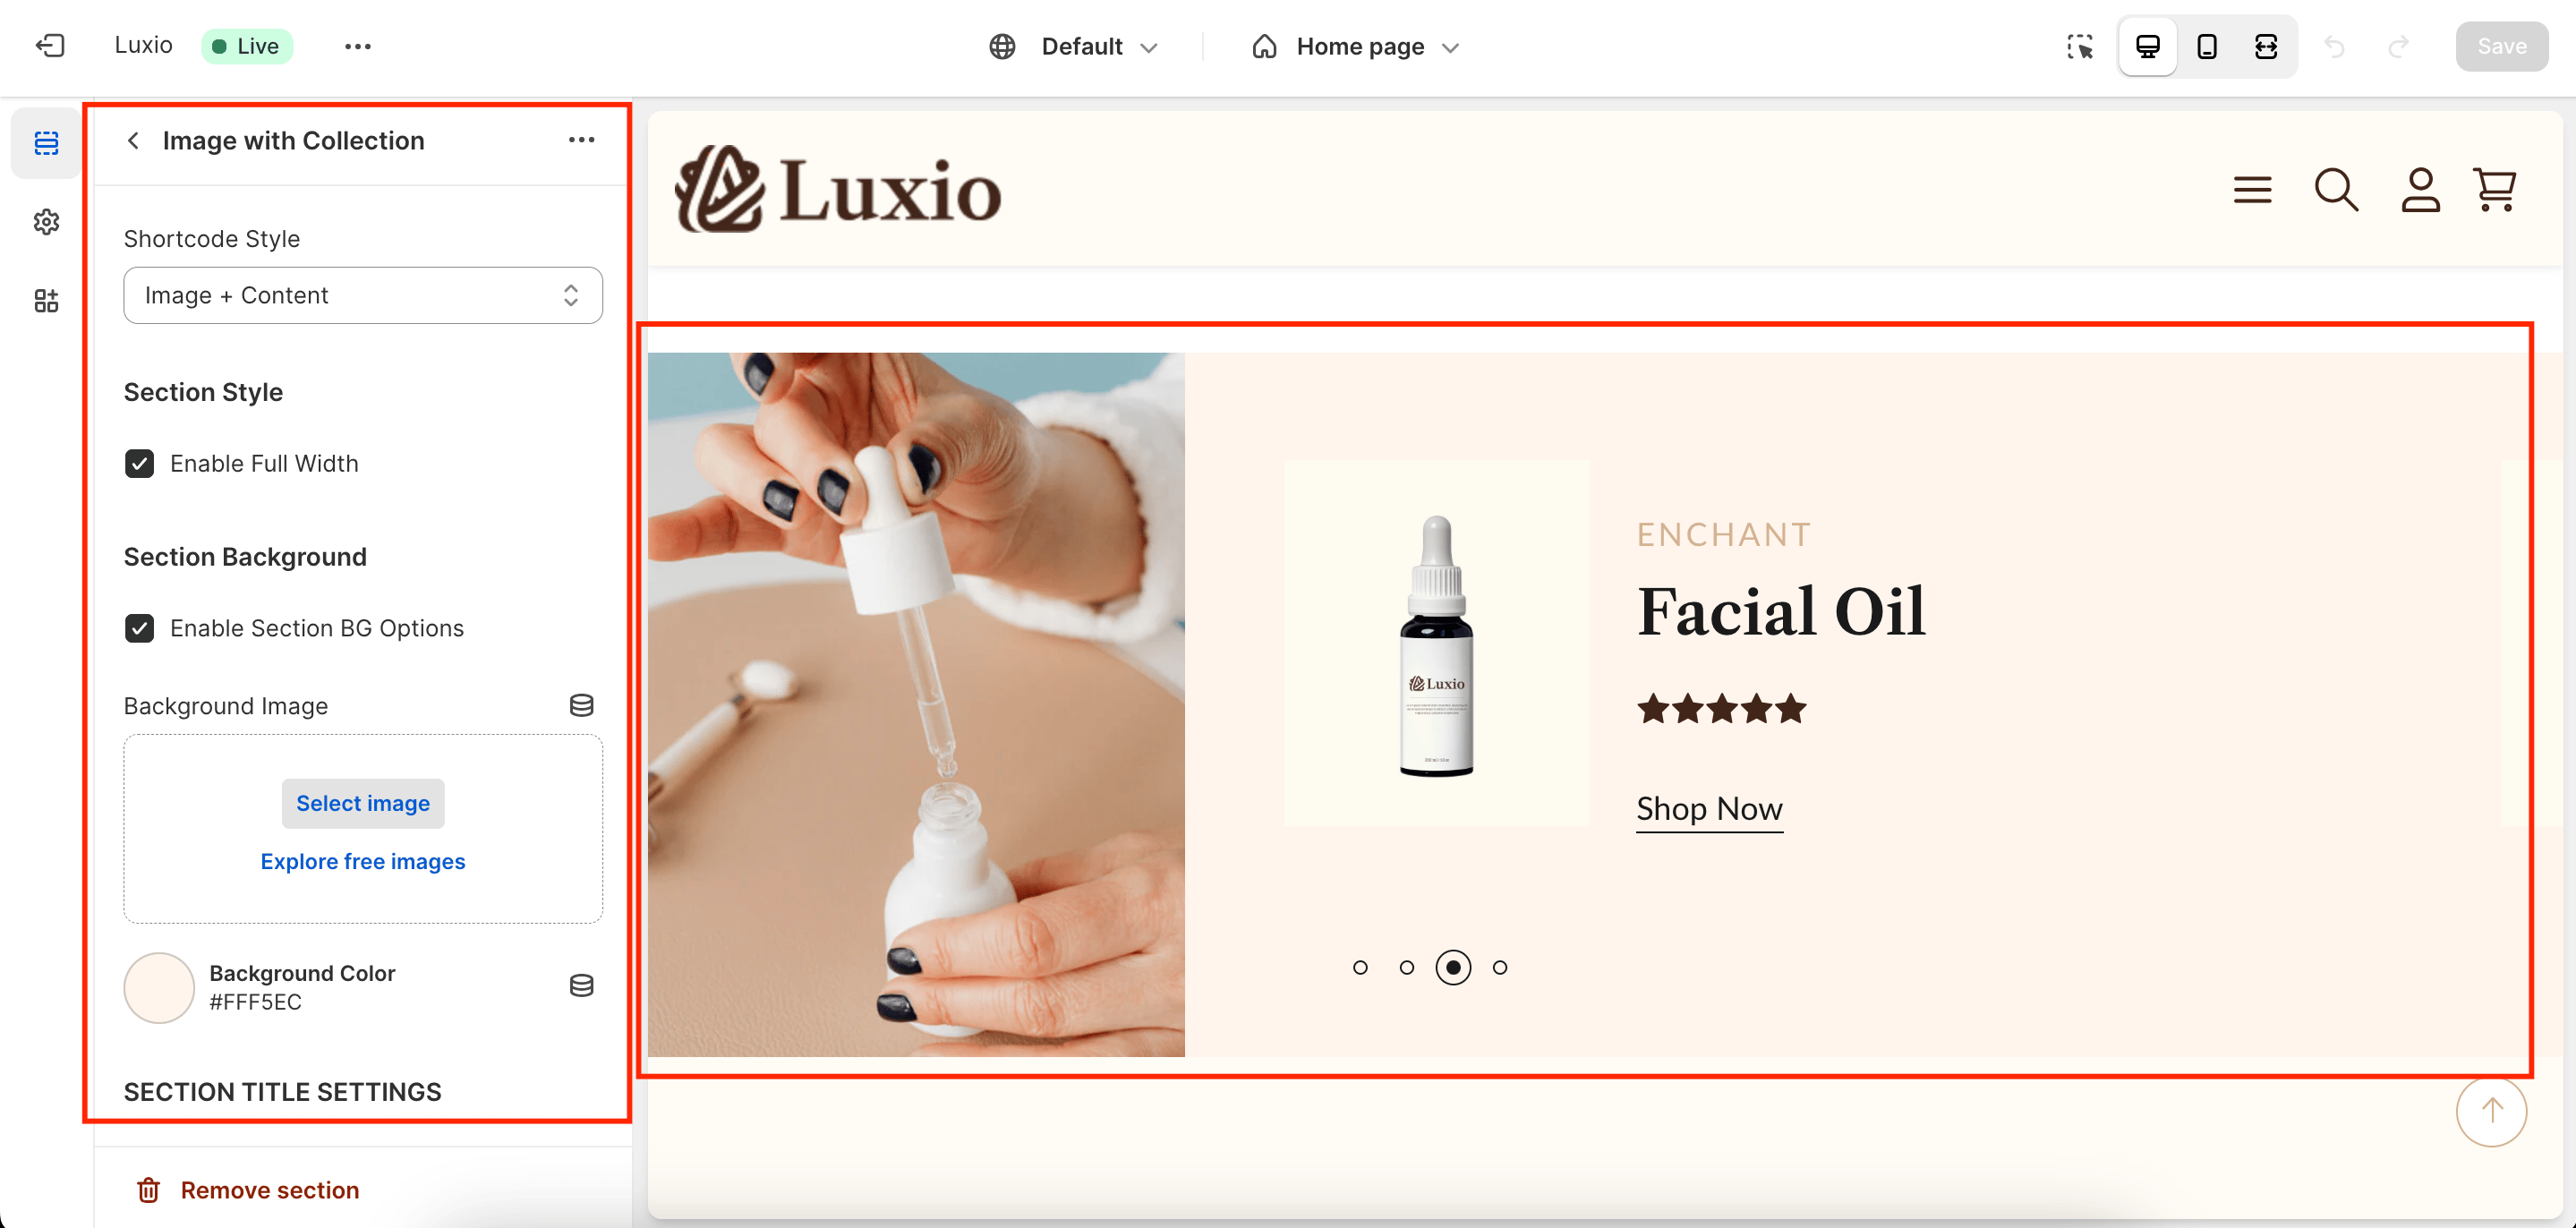 Luxio
Live
Default
Home page
Save
Image with Collection
Shortcode Style
Image + Content
Section Style
Enable Full Width
Section Background
Enable Section BG Options
Background Image
Select image
Explore free images
Background Color
#FFF5EC
SECTION TITLE SETTINGS
Remove section
Luxio
Luxio
ENCHANT
Facial Oil
Shop Now